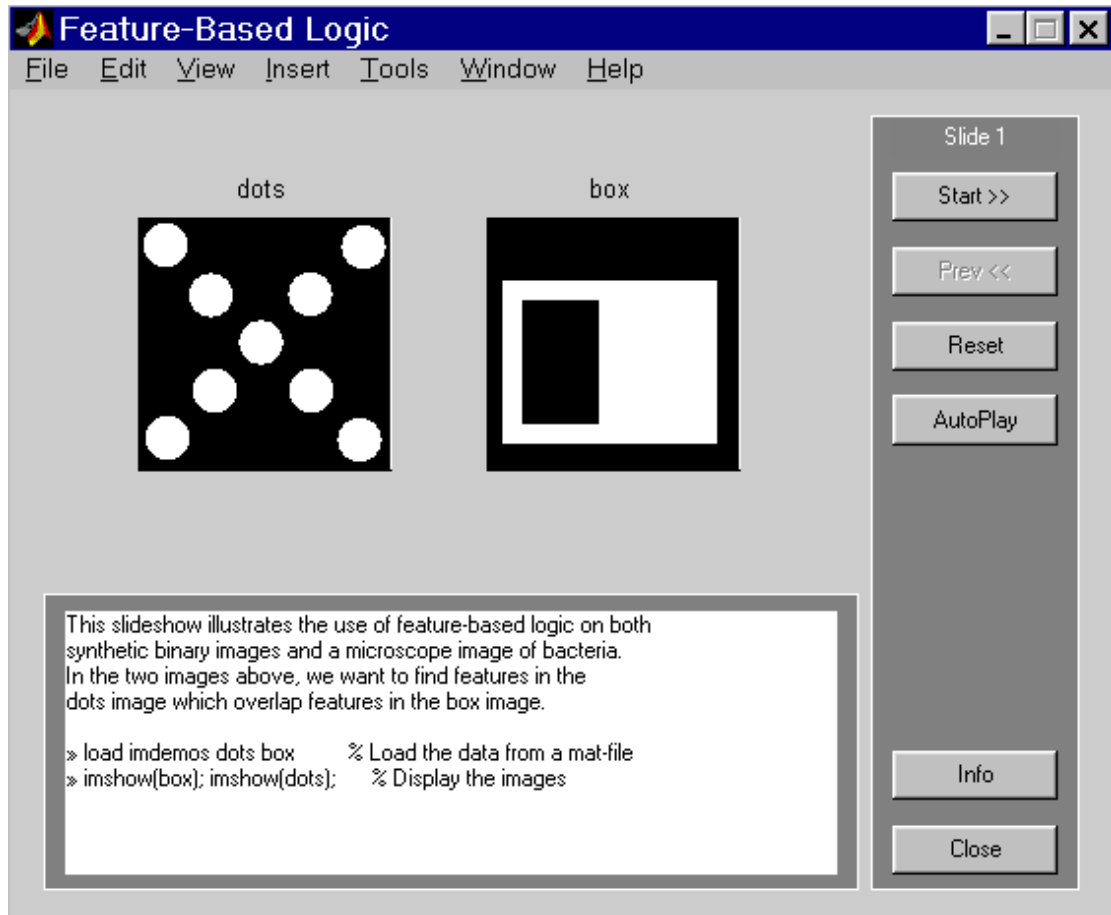 Feature-Based Logic
File Edit View Insert Tools Window Help
dots box
This slideshow illustrates the use of feature-based logic on both
synthetic binary images and a microscope image of bacteria.
In the two images above, we want to find features in the
dots image which overlap features in the box image.
» load imdemos dots box % Load the data from a mat-file
» imshow(box); imshow(dots); % Display the images
Slide 1
Start >>
Prev <<
Reset
AutoPlay
Info
Close